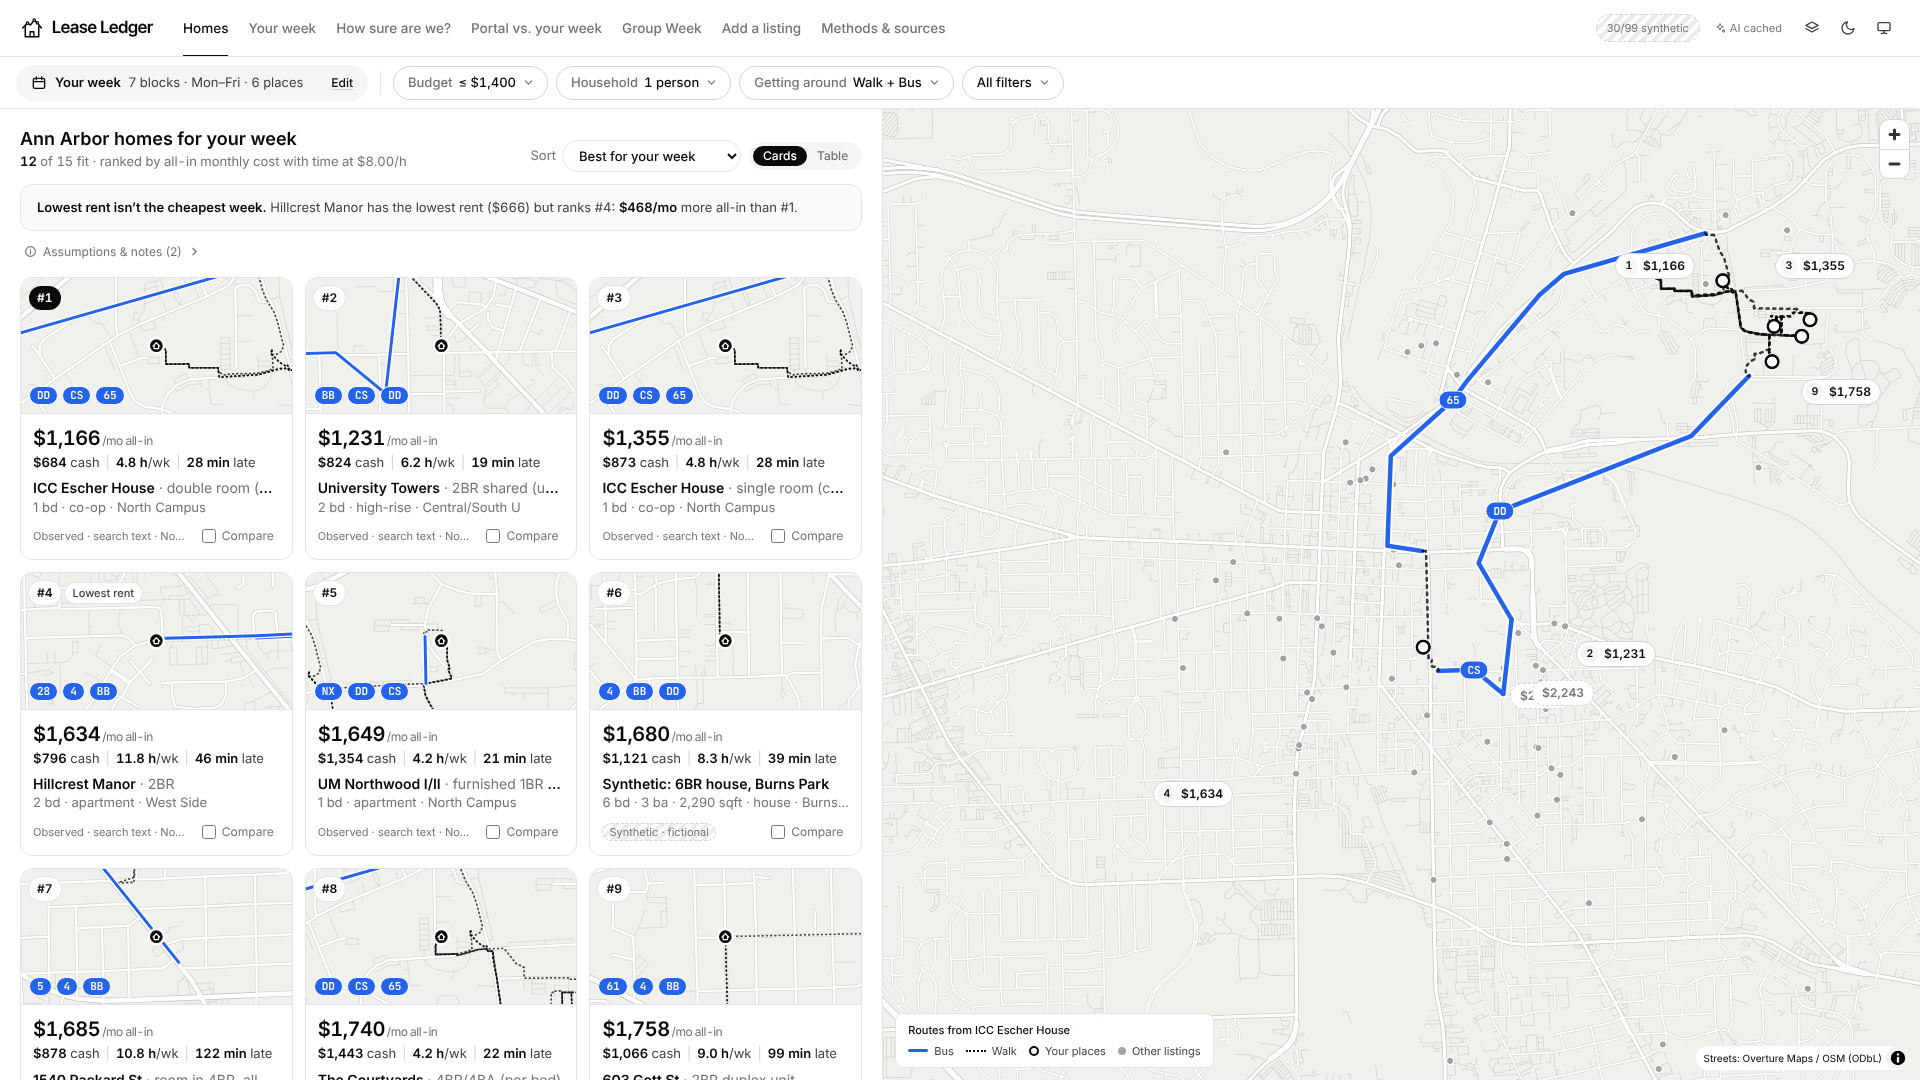 Lease Ledger
Homes
Your week
How sure are we?
Portal vs. your week
Group Week
Add a listing
Methods & sources
30/99 synthetic
AI cached
Your week 7 blocks · Mon–Fri · 6 places Edit
Budget ≤ $1,400
Household 1 person
Getting around Walk + Bus
All filters
Ann Arbor homes for your week
12 of 15 fit · ranked by all-in monthly cost with time at $8.00/h
Sort Best for your week
Cards Table
Lowest rent isn’t the cheapest week. Hillcrest Manor has the lowest rent ($666) but ranks #4: $468/mo more all-in than #1.
Assumptions & notes (2)
#1
DD CS 65
$1,166 /mo all-in
$684 cash 4.8 h/wk 28 min late
ICC Escher House · double room (...
1 bd · co-op · North Campus
Observed · search text · No... Compare
#2
BB CS DD
$1,231 /mo all-in
$824 cash 6.2 h/wk 19 min late
University Towers · 2BR shared (u...
2 bd · high-rise · Central/South U
Observed · search text · No... Compare
#3
DD CS 65
$1,355 /mo all-in
$873 cash 4.8 h/wk 28 min late
ICC Escher House · single room (c...
1 bd · co-op · North Campus
Observed · search text · No... Compare
#4 Lowest rent
28 4 BB
$1,634 /mo all-in
$796 cash 11.8 h/wk 46 min late
Hillcrest Manor · 2BR
2 bd · apartment · West Side
Observed · search text · No... Compare
#5
NX DD CS
$1,649 /mo all-in
$1,354 cash 4.2 h/wk 21 min late
UM Northwood I/II · furnished 1BR ...
1 bd · apartment · North Campus
Observed · search text · No... Compare
#6
4 BB DD
$1,680 /mo all-in
$1,121 cash 8.3 h/wk 39 min late
Synthetic: 6BR house, Burns Park
6 bd · 3 ba · 2,290 sqft · house · Burns...
Synthetic · fictional Compare
#7
5 4 BB
$1,685 /mo all-in
$878 cash 10.8 h/wk 122 min late
1540 Packard St · room in 4BR, all
#8
DD CS 65
$1,740 /mo all-in
$1,443 cash 4.2 h/wk 22 min late
The Courtyards · 4BR/4BA (per bed)
#9
61 4 BB
$1,758 /mo all-in
$1,066 cash 9.0 h/wk 99 min late
603 Gott St · 2BR duplex unit
+
−
1 $1,166
3 $1,355
9 $1,758
65
DD
2 $1,231
CS
$2,243
4 $1,634
Routes from ICC Escher House
Bus Walk Your places Other listings
Streets: Overture Maps / OSM (ODbL)